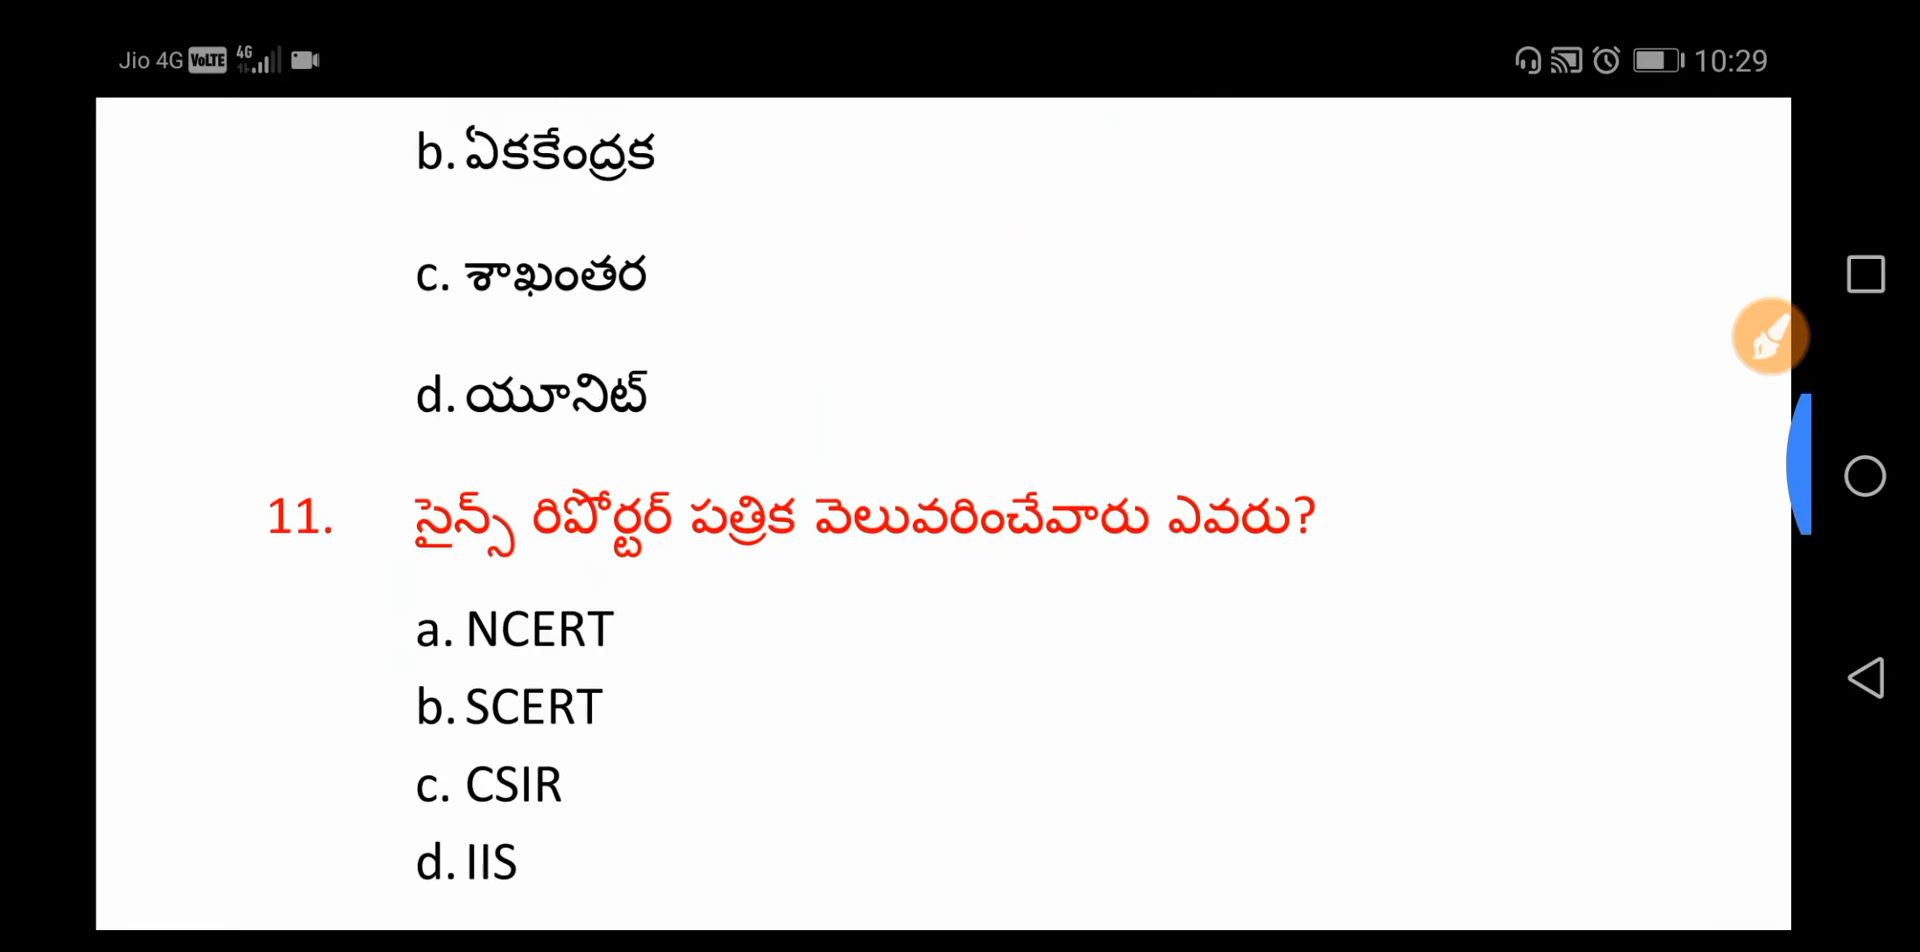 Jio 4G VoLTE 4G 10:29
b. ఏకకేంద్రక
c. శాఖంతర
d. యూనిట్
11. సైన్స్ రిపోర్టర్ పత్రిక వెలువరించేవారు ఎవరు?
a. NCERT
b. SCERT
c. CSIR
d. IIS